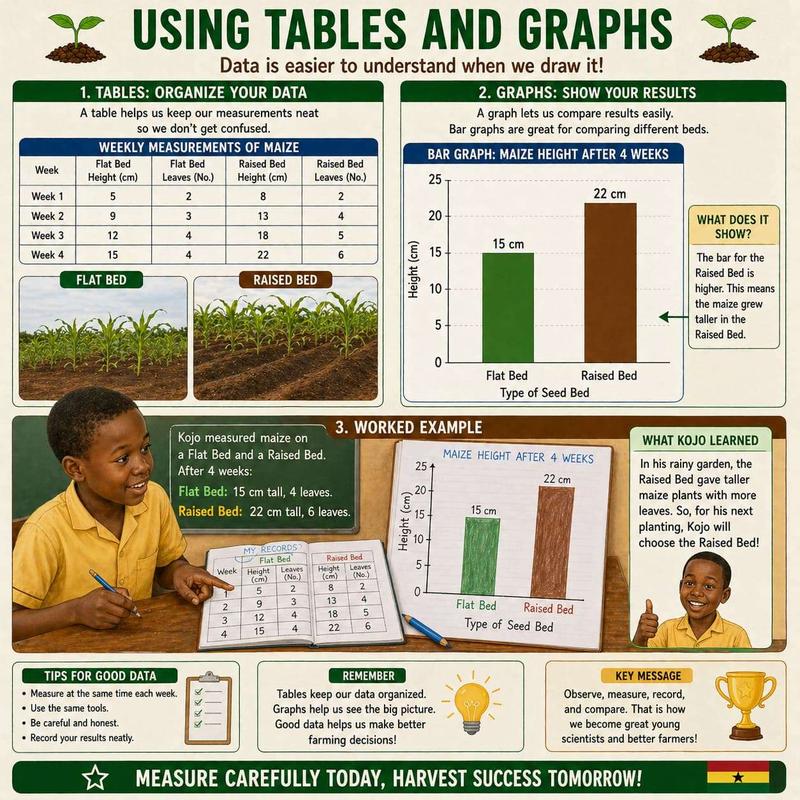 USING TABLES AND GRAPHS
Data is easier to understand when we draw it!
1. TABLES: ORGANIZE YOUR DATA
A table helps us keep our measurements neat
so we don't get confused.
WEEKLY MEASUREMENTS OF MAIZE
Week | Flat Bed Height (cm) | Flat Bed Leaves (No.) | Raised Bed Height (cm) | Raised Bed Leaves (No.)
Week 1 | 5 | 2 | 8 | 2
Week 2 | 9 | 3 | 13 | 4
Week 3 | 12 | 4 | 18 | 5
Week 4 | 15 | 4 | 22 | 6
FLAT BED
RAISED BED
2. GRAPHS: SHOW YOUR RESULTS
A graph lets us compare results easily.
Bar graphs are great for comparing different beds.
BAR GRAPH: MAIZE HEIGHT AFTER 4 WEEKS
Height (cm)
25
20
15
10
5
0
15 cm
22 cm
Flat Bed
Raised Bed
Type of Seed Bed
WHAT DOES IT
SHOW?
The bar for the
Raised Bed is
higher. This means
the maize grew
taller in the
Raised Bed.
3. WORKED EXAMPLE
Kojo measured maize on
a Flat Bed and a Raised Bed.
After 4 weeks:
Flat Bed: 15 cm tall, 4 leaves.
Raised Bed: 22 cm tall, 6 leaves.
MY RECORDS
Flat Bed | Raised Bed
Week | Height (cm) | Leaves (No.) | Height (cm) | Leaves (No.)
5 | 2 | 8 | 2
2 | 9 | 3 | 13 | 4
3 | 12 | 4 | 18 | 5
4 | 15 | 4 | 22 | 6
MAIZE HEIGHT AFTER 4 WEEKS
Height (cm)
25
20
15
10
5
0
15 cm
22 cm
Flat Bed
Raised Bed
Type of Seed Bed
WHAT KOJO LEARNED
In his rainy garden, the
Raised Bed gave taller
maize plants with more
leaves. So, for his next
planting, Kojo will
choose the Raised Bed!
TIPS FOR GOOD DATA
• Measure at the same time each week.
• Use the same tools.
• Be careful and honest.
• Record your results neatly.
REMEMBER
Tables keep our data organized.
Graphs help us see the big picture.
Good data helps us make better
farming decisions!
KEY MESSAGE
Observe, measure, record,
and compare. That is how
we become great young
scientists and better farmers!
MEASURE CAREFULLY TODAY, HARVEST SUCCESS TOMORROW!